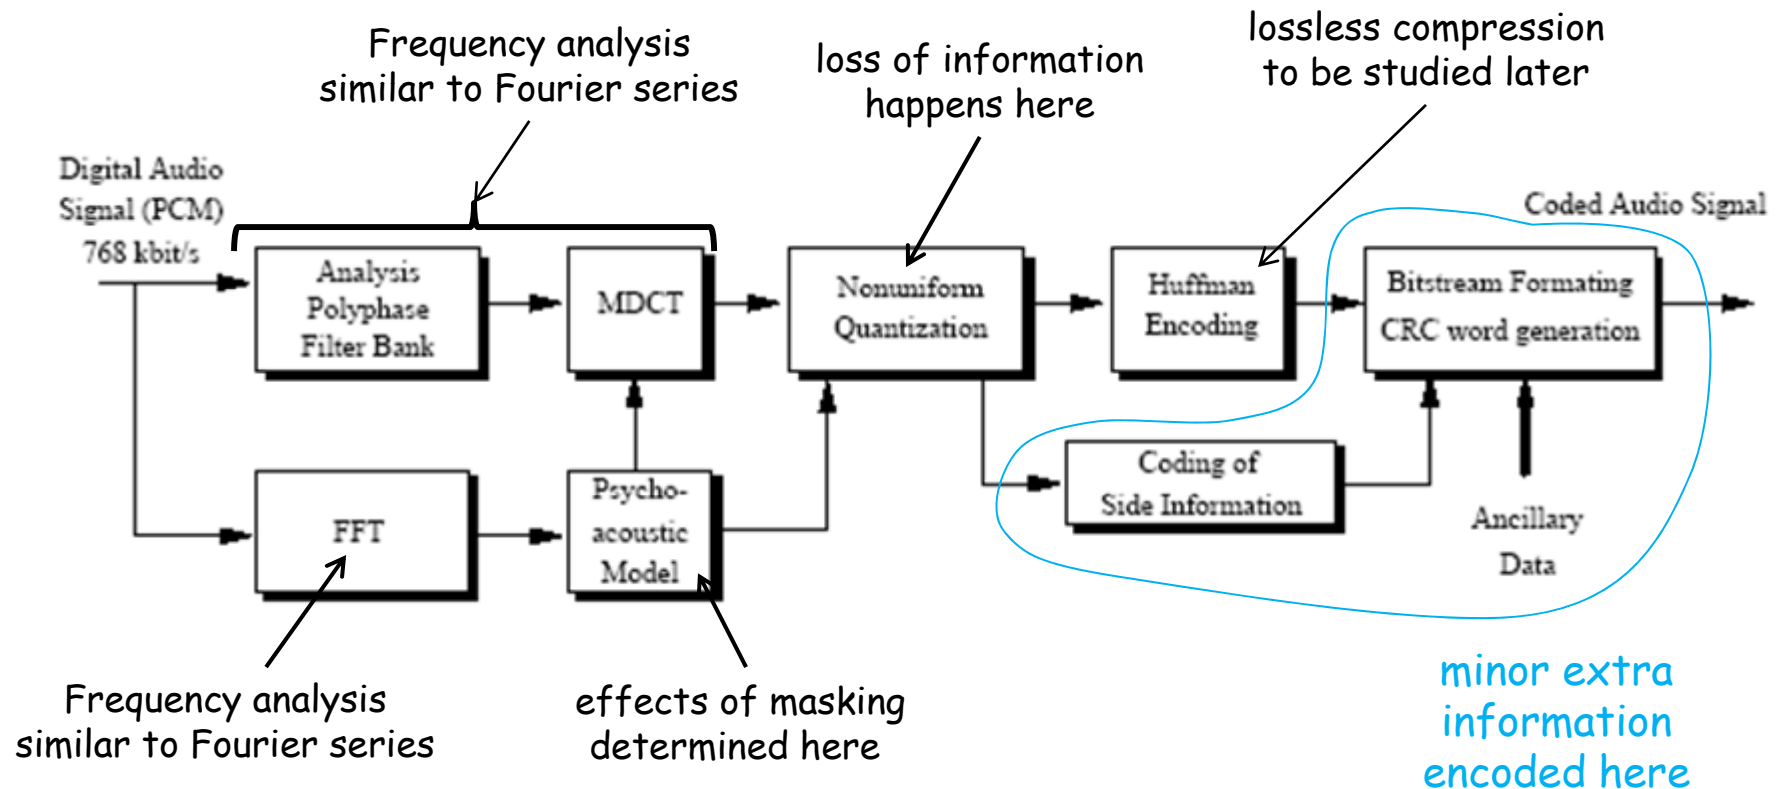 Frequency analysis
similar to Fourier series
loss of information
happens here
lossless compression
to be studied later
Digital Audio
Signal (PCM)
768 kbit/s
Coded Audio Signal
Analysis
Polyphase
Filter Bank
MDCT
Nonuniform
Quantization
Huffman
Encoding
Bitstream Formating
CRC word generation
FFT
Psycho-
acoustic
Model
Coding of
Side Information
Ancillary
Data
Frequency analysis
similar to Fourier series
effects of masking
determined here
minor extra
information
encoded here